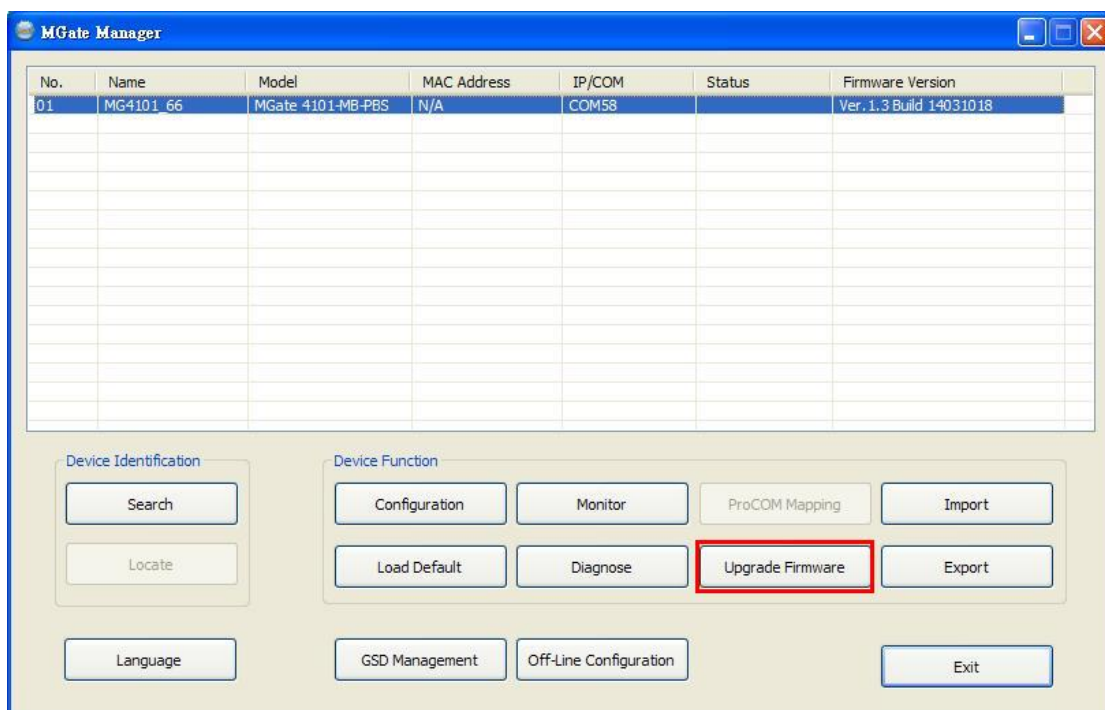 MGate Manager
No. Name Model MAC Address IP/COM Status Firmware Version
01 MG4101_66 MGate 4101-MB-PBS N/A COM58 Ver.1.3 Build 14031018
Device Identification
Device Function
Search
Configuration
Monitor
ProCOM Mapping
Import
Locate
Load Default
Diagnose
Upgrade Firmware
Export
Language
GSD Management
Off-Line Configuration
Exit